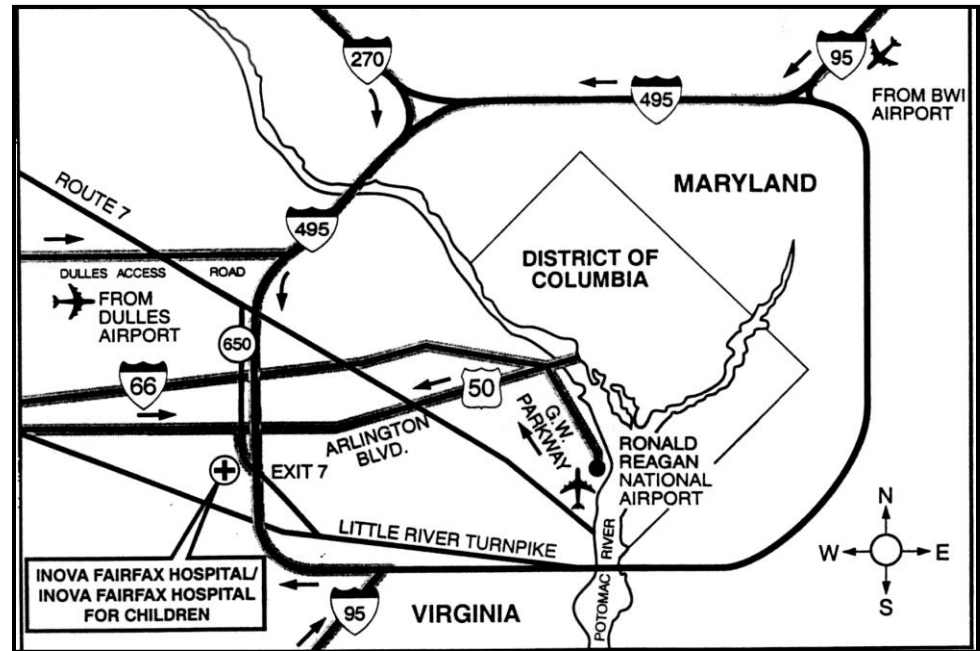 270
95
495
FROM BWI
AIRPORT
MARYLAND
ROUTE 7
495
DISTRICT OF
COLUMBIA
DULLES ACCESS ROAD
FROM
DULLES
AIRPORT
650
66
50
G.W.
PARKWAY
ARLINGTON
BLVD.
RONALD
REAGAN
NATIONAL
AIRPORT
EXIT 7
LITTLE RIVER TURNPIKE
INOVA FAIRFAX HOSPITAL/
INOVA FAIRFAX HOSPITAL
FOR CHILDREN
95
VIRGINIA
POTOMAC RIVER
N
W E
S